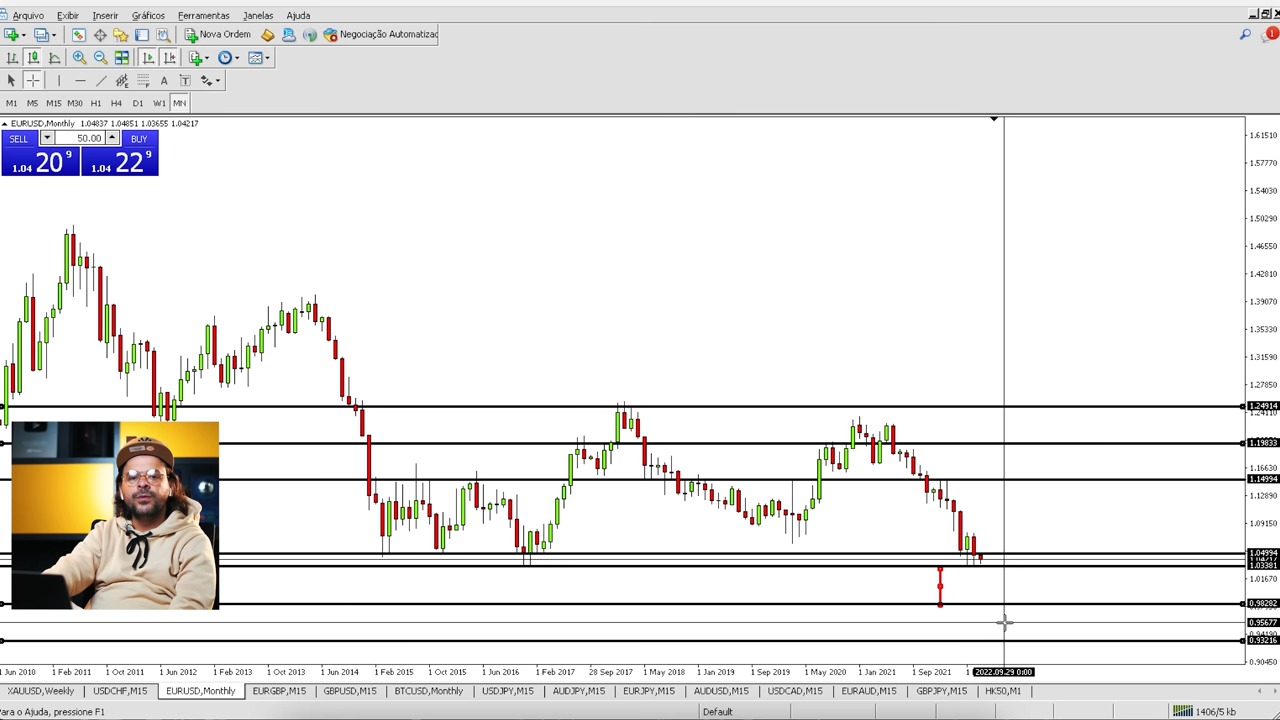 Arquivo Exibir Inserir Gráficos Ferramentas Janelas Ajuda
Nova Ordem Negociação Automatizac
M1 M5 M15 M30 H1 H4 D1 W1 MN
EURUSD,Monthly 1.04837 1.04851 1.03655 1.04217
SELL 50.00 BUY
1.04 20 9 1.04 22 9
1.61510
1.57770
1.54030
1.50290
1.46550
1.42810
1.39070
1.35330
1.31590
1.27850
1.24914
1.24110
1.19833
1.16630
1.14994
1.12890
1.09150
1.04994
1.03381
1.01670
0.98282
0.95677
0.94190
0.93216
0.90450
1 Jun 2010 1 Feb 2011 1 Oct 2011 1 Jun 2012 1 Feb 2013 1 Oct 2013 1 Jun 2014 1 Feb 2015 1 Oct 2015 1 Jun 2016 1 Feb 2017 28 Sep 2017 1 May 2018 1 Jan 2019 1 Sep 2019 1 May 2020 1 Jan 2021 1 Sep 2021 1 2022.09.29 0:00
XAUUSD,Weekly USDCHF,M15 EURUSD,Monthly EURGBP,M15 GBPUSD,M15 BTCUSD,Monthly USDJPY,M15 AUDJPY,M15 EURJPY,M15 AUDUSD,M15 USDCAD,M15 EURAUD,M15 GBPJPY,M15 HK50,M1
Para o Ajuda, pressione F1 Default 1406/5 kb